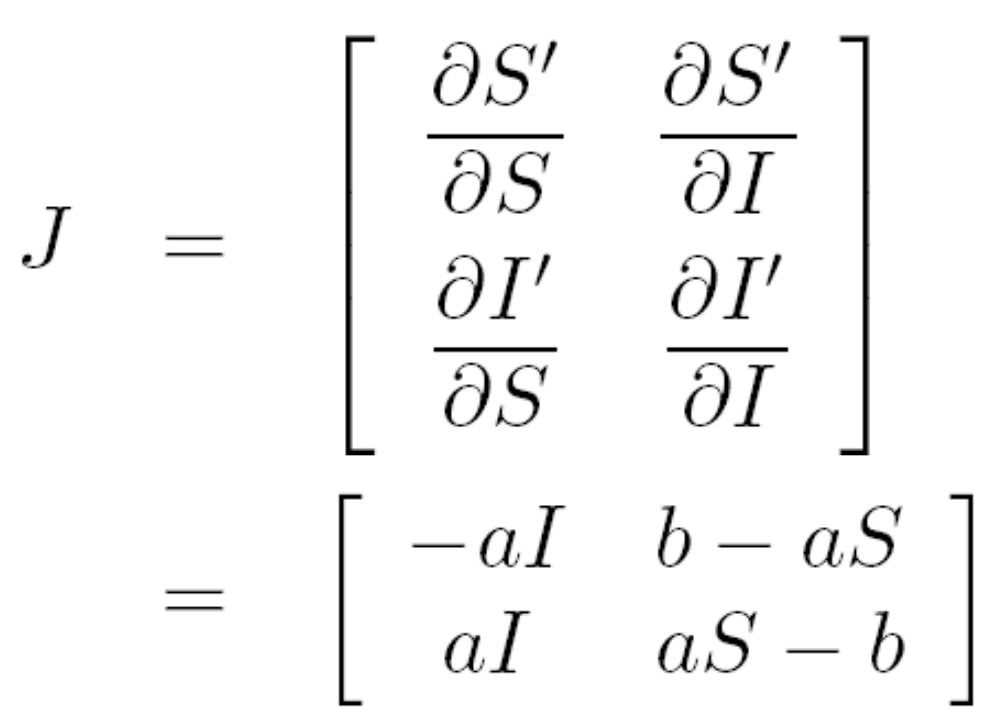 J = [ ∂S′/∂S ∂S′/∂I
∂I′/∂S ∂I′/∂I ]
= [ −aI b − aS
aI aS − b ]